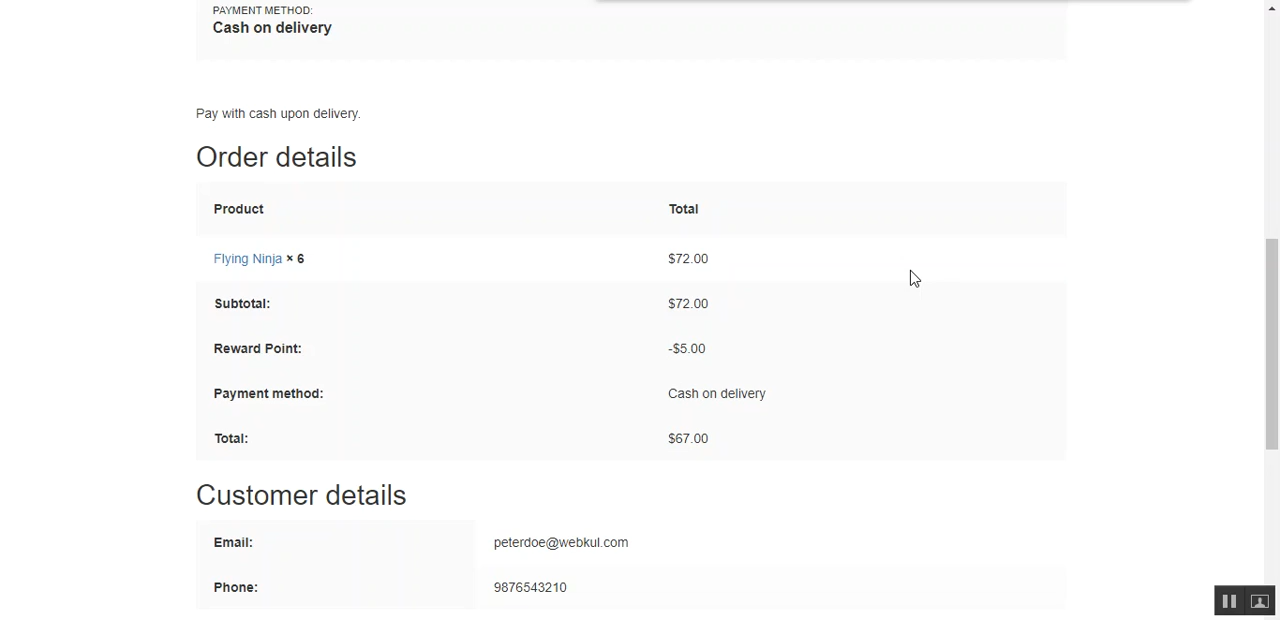 PAYMENT METHOD:
Cash on delivery
Pay with cash upon delivery.
Order details
Product Total
Flying Ninja × 6 $72.00
Subtotal: $72.00
Reward Point: -$5.00
Payment method: Cash on delivery
Total: $67.00
Customer details
Email: peterdoe@webkul.com
Phone: 9876543210